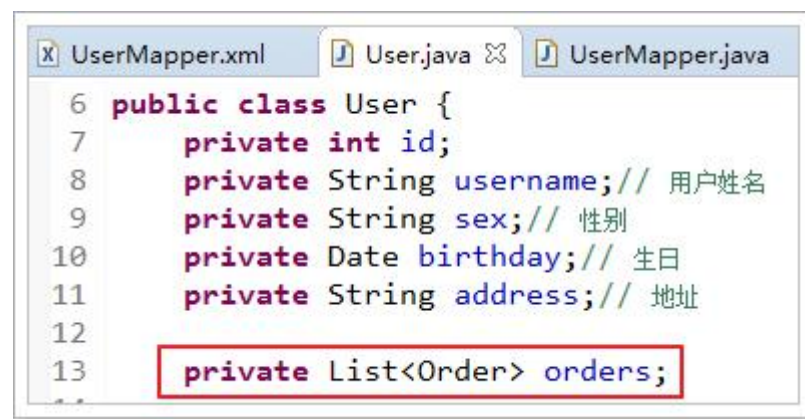 UserMapper.xml User.java UserMapper.java
6 public class User {
7 private int id;
8 private String username;// 用户姓名
9 private String sex;// 性别
10 private Date birthday;// 生日
11 private String address;// 地址
12
13 private List<Order> orders;